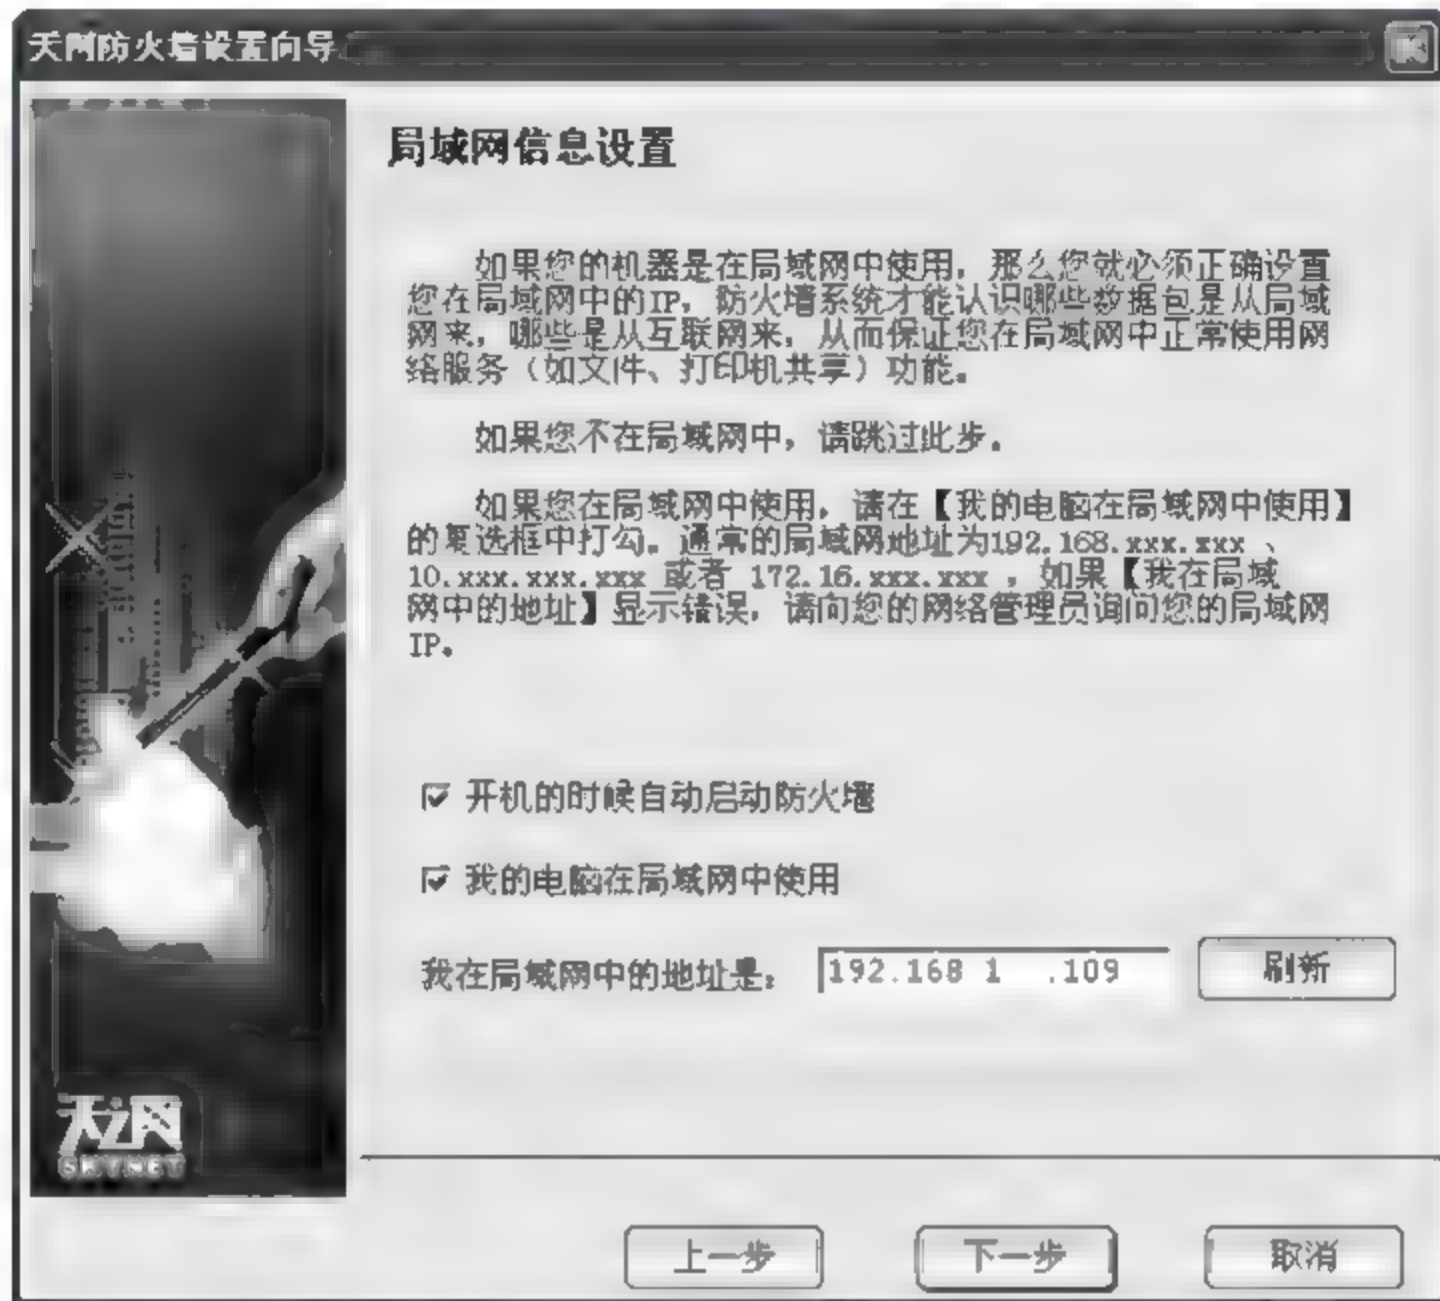 天网防火墙设置向导
局域网信息设置
如果您的机器是在局域网中使用，那么您就必须正确设置
您在局域网中的IP，防火墙系统才能认识哪些数据包是从局域
网来，哪些是从互联网来，从而保证您在局域网中正常使用网
络服务（如文件、打印机共享）功能。
如果您不在局域网中，请跳过此步。
如果您在局域网中使用，请在【我的电脑在局域网中使用】
的复选框中打勾。通常的局域网地址为192.168.xxx.xxx 、
10.xxx.xxx.xxx 或者 172.16.xxx.xxx ，如果【我在局域
网中的地址】显示错误，请向您的网络管理员询问您的局域网
IP。
开机的时候自动启动防火墙
我的电脑在局域网中使用
我在局域网中的地址是：
192.168 1 .109
刷新
天之网
SKYNET
上一步
下一步
取消